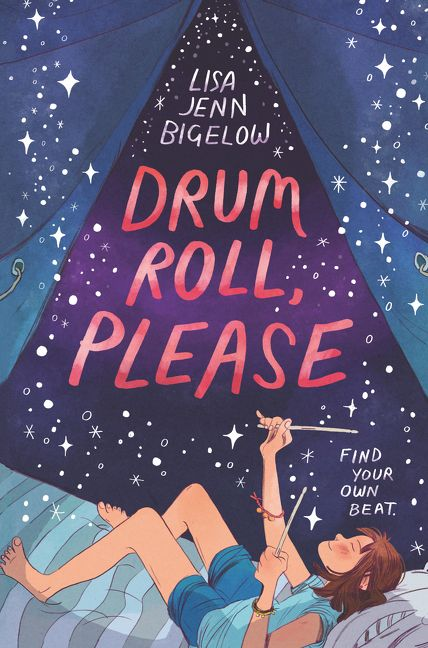 LISA
JENN
BIGELOW
DRUM
ROLL,
PLEASE
FIND
YOUR
OWN
BEAT.